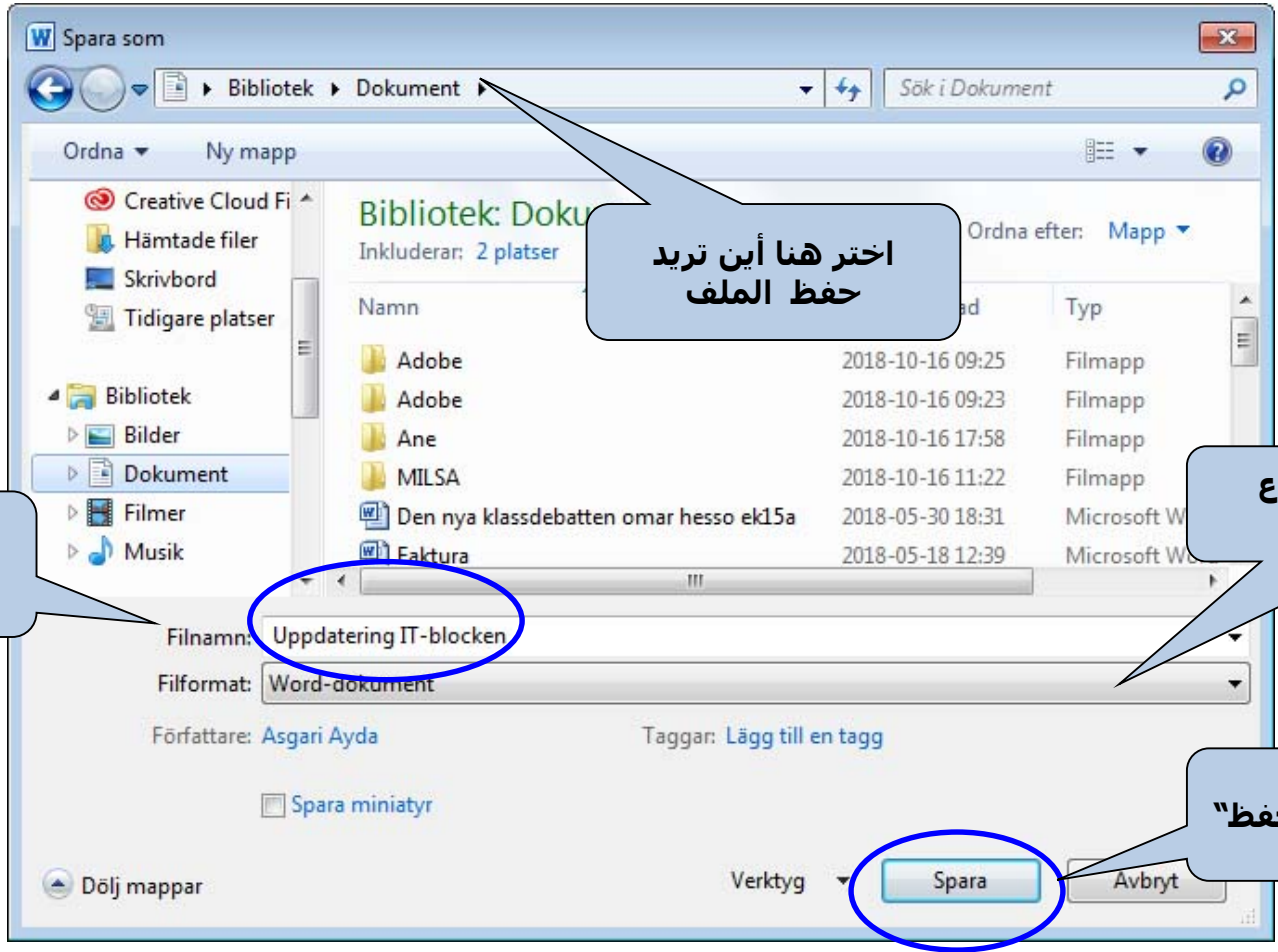 Spara som
Bibliotek Dokument
Sök i Dokument
Ordna Ny mapp
Creative Cloud Fi
Hämtade filer
Skrivbord
Tidigare platser
Bibliotek
Bilder
Dokument
Filmer
Musik
Bibliotek: Doku
Inkluderar: 2 platser
Ordna efter: Mapp
اختر هنا أين تريد
حفظ الملف
Namn Typ
Adobe 2018-10-16 09:25 Filmapp
Adobe 2018-10-16 09:23 Filmapp
Ane 2018-10-16 17:58 Filmapp
MILSA 2018-10-16 11:22 Filmapp
Den nya klassdebatten omar hesso ek15a 2018-05-30 18:31 Microsoft W
Faktura 2018-05-18 12:39 Microsoft Wo
Filnamn: Uppdatering IT-blocken
Filformat: Word-dokument
Författare: Asgari Ayda Taggar: Lägg till en tagg
Spara miniatyr
Dölj mappar Verktyg Spara Avbryt